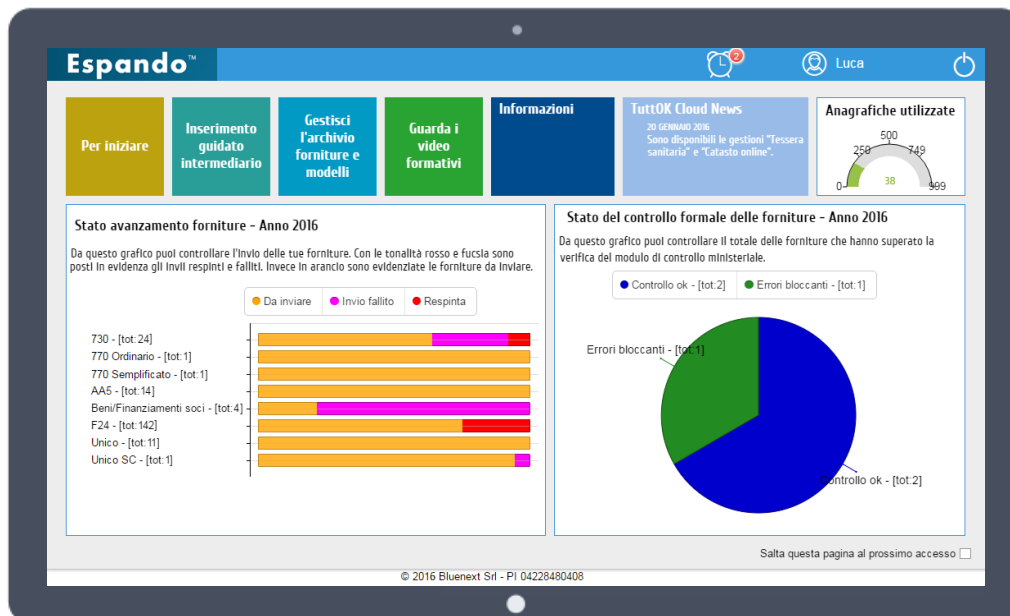 Espando™
2
Luca
Per iniziare
Inserimento
guidato
intermediario
Gestisci
l'archivio
forniture e
modelli
Guarda i
video
formativi
Informazioni
TuttOK Cloud News
20 GENNAIO 2016
Sono disponibili le gestioni "Tessera
sanitaria" e "Catasto online".
Anagrafiche utilizzate
500
250
749
0
38
999
Stato avanzamento forniture - Anno 2016
Da questo grafico puoi controllare l'invio delle tue forniture. Con le tonalità rosso e fucsia sono
posti in evidenza gli invii respinti e falliti. Invece in arancio sono evidenziate le forniture da inviare.
Da inviare
Invio fallito
Respinta
730 - [tot:24]
770 Ordinario - [tot:1]
770 Semplificato - [tot:1]
AA5 - [tot:14]
Beni/Finanziamenti soci - [tot:4]
F24 - [tot:142]
Unico - [tot:11]
Unico SC - [tot:1]
Stato del controllo formale delle forniture - Anno 2016
Da questo grafico puoi controllare il totale delle forniture che hanno superato la
verifica del modulo di controllo ministeriale.
Controllo ok - [tot:2]
Errori bloccanti - [tot:1]
Errori bloccanti - [tot:1]
Controllo ok - [tot:2]
Salta questa pagina al prossimo accesso
© 2016 Bluenext Srl - PI 04228480408